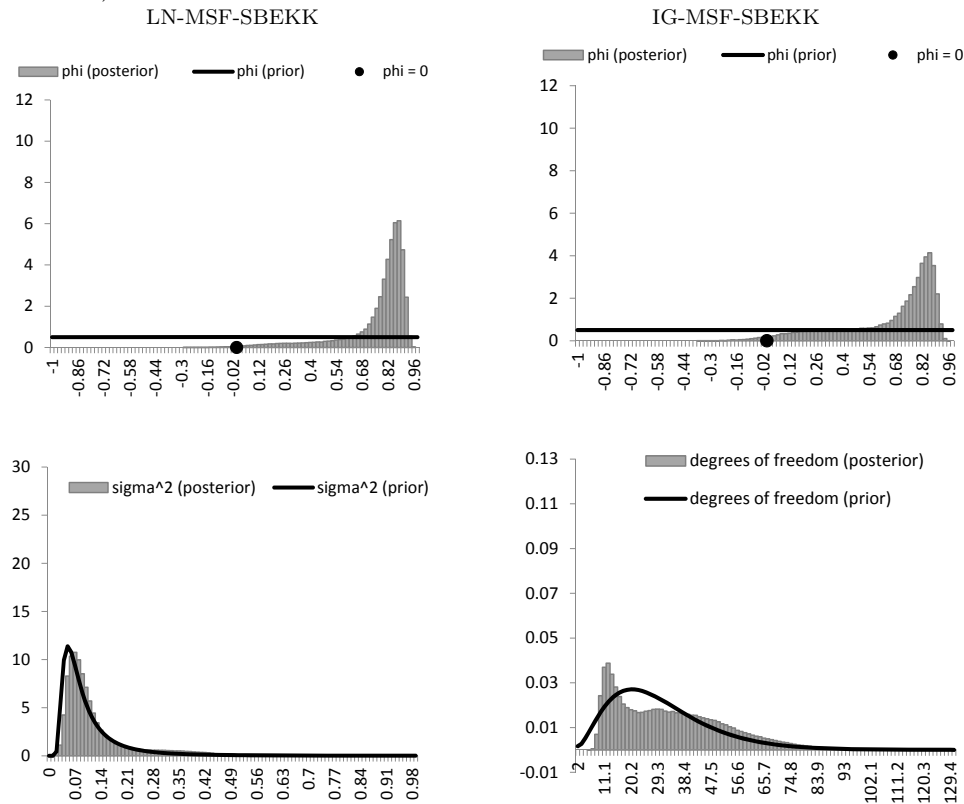 LN-MSF-SBEKK
IG-MSF-SBEKK
phi (posterior) phi (prior) phi = 0
12
10
8
6
4
2
0
-1 -0.86 -0.72 -0.58 -0.44 -0.3 -0.16 -0.02 0.12 0.26 0.4 0.54 0.68 0.82 0.96
phi (posterior) phi (prior) phi = 0
12
10
8
6
4
2
0
-1 -0.86 -0.72 -0.58 -0.44 -0.3 -0.16 -0.02 0.12 0.26 0.4 0.54 0.68 0.82 0.96
sigma^2 (posterior) sigma^2 (prior)
30
25
20
15
10
5
0
0 0.07 0.14 0.21 0.28 0.35 0.42 0.49 0.56 0.63 0.7 0.77 0.84 0.91 0.98
degrees of freedom (posterior)
degrees of freedom (prior)
0.13
0.11
0.09
0.07
0.05
0.03
0.01
-0.01
2 11.1 20.2 29.3 38.4 47.5 56.6 65.7 74.8 83.9 93 102.1 111.2 120.3 129.4